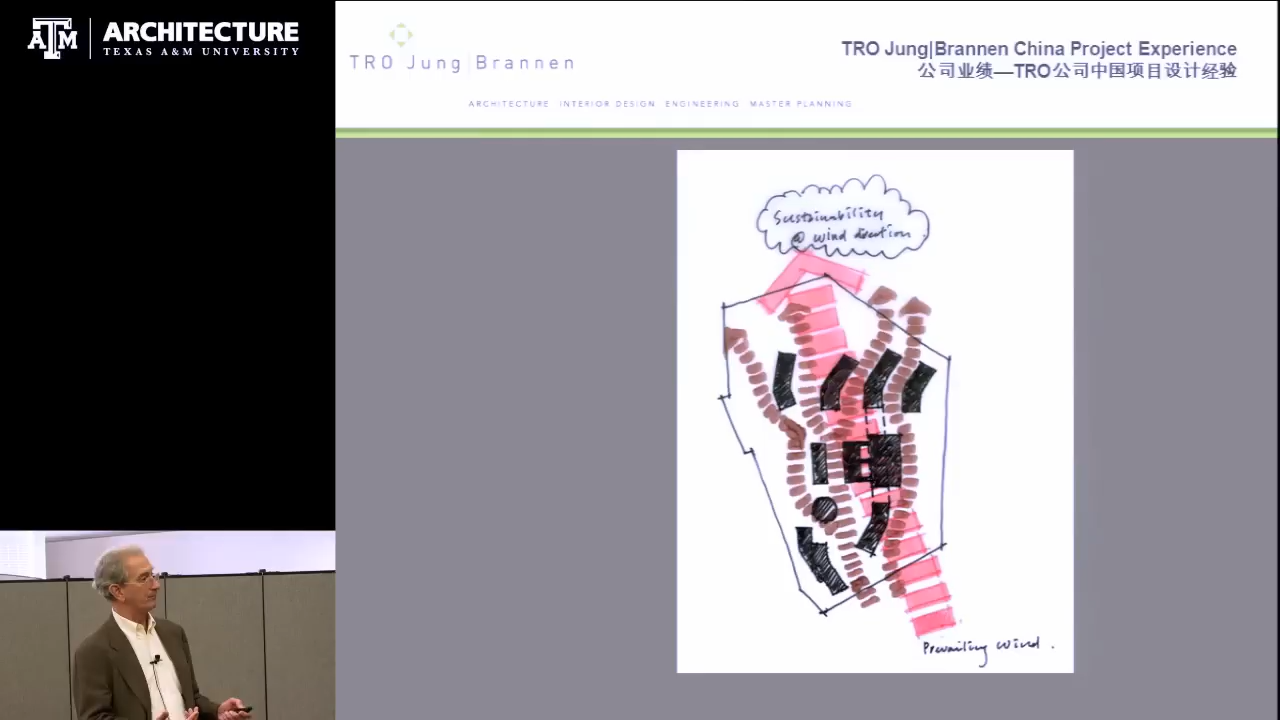 ARCHITECTURE
TEXAS A&M UNIVERSITY
TRO Jung|Brannen
TRO Jung|Brannen China Project Experience
公司业绩—TRO公司中国项目设计经验
ARCHITECTURE INTERIOR DESIGN ENGINEERING MASTER PLANNING
Sustainability
@ wind direction
Prevailing wind.